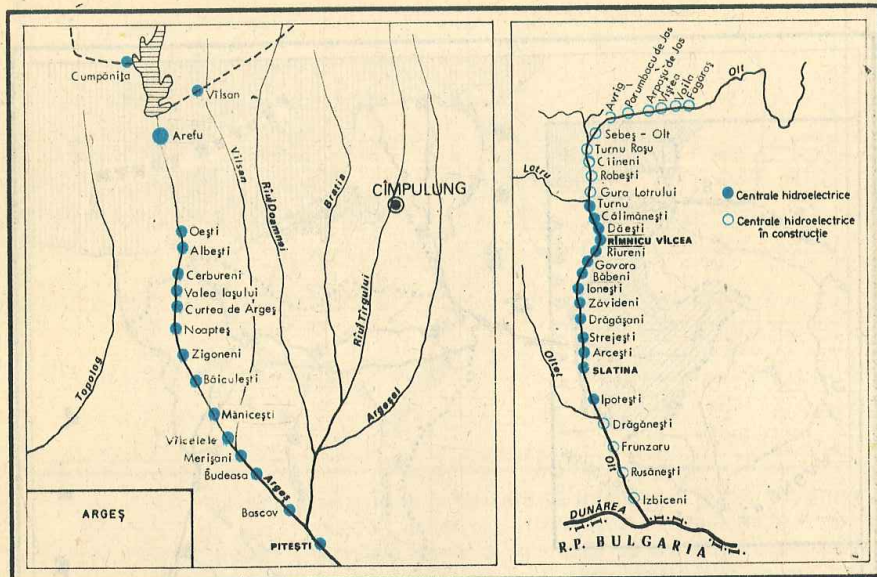 Cumpănița
Vîlsan
Arefu
Vîlsan
Rîul Doamnei
Bratia
CÎMPULUNG
Oești
Albești
Cerbureni
Valea Iașului
Curtea de Argeș
Noapteș
Zigoneni
Băiculești
Mănicești
Vîlcelele
Merișani
Budeasa
Argeș
Bascov
PITEȘTI
Topolog
Rîul Tîrgului
Argeșel
ARGEȘ
Avrig
Porumbacu de Jos
Arpașu de Jos
Viștea
Voila
Făgăraș
Olt
Sebeș - Olt
Turnu Roșu
Cîineni
Robești
Lotru
Gura Lotrului
Turnu
Călimănești
Dăești
RÎMNICU VÎLCEA
Rîureni
Govora
Băbeni
Ionești
Zăvideni
Drăgășani
Strejești
Arcești
SLATINA
Olteț
Ipotești
Drăgănești
Frunzaru
Olt
Rusănești
Izbiceni
DUNĂREA
R.P. BULGARIA
Centrale hidroelectrice
Centrale hidroelectrice
în construcție